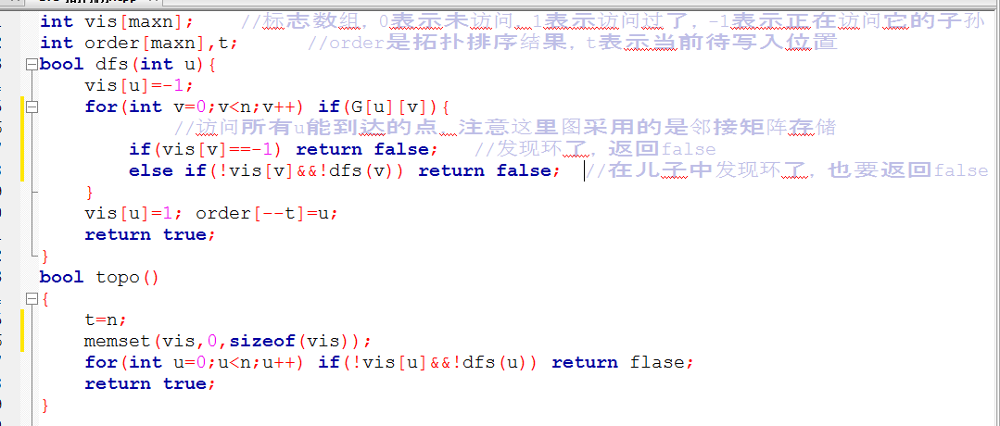 int vis[maxn];    //标志数组，0表示未访问，1表示访问过了，-1表示正在访问它的子孙
int order[maxn],t;      //order是拓扑排序结果，t表示当前待写入位置
bool dfs(int u){
    vis[u]=-1;
    for(int v=0;v<n;v++) if(G[u][v]){
            //访问所有u能到达的点，注意这里图采用的是邻接矩阵存储
        if(vis[v]==-1) return false;   //发现环了，返回false
        else if(!vis[v]&&!dfs(v)) return false;  //在儿子中发现环了，也要返回false
    }
    vis[u]=1; order[--t]=u;
    return true;
}
bool topo()
{
    t=n;
    memset(vis,0,sizeof(vis));
    for(int u=0;u<n;u++) if(!vis[u]&&!dfs(u)) return flase;
    return true;
}